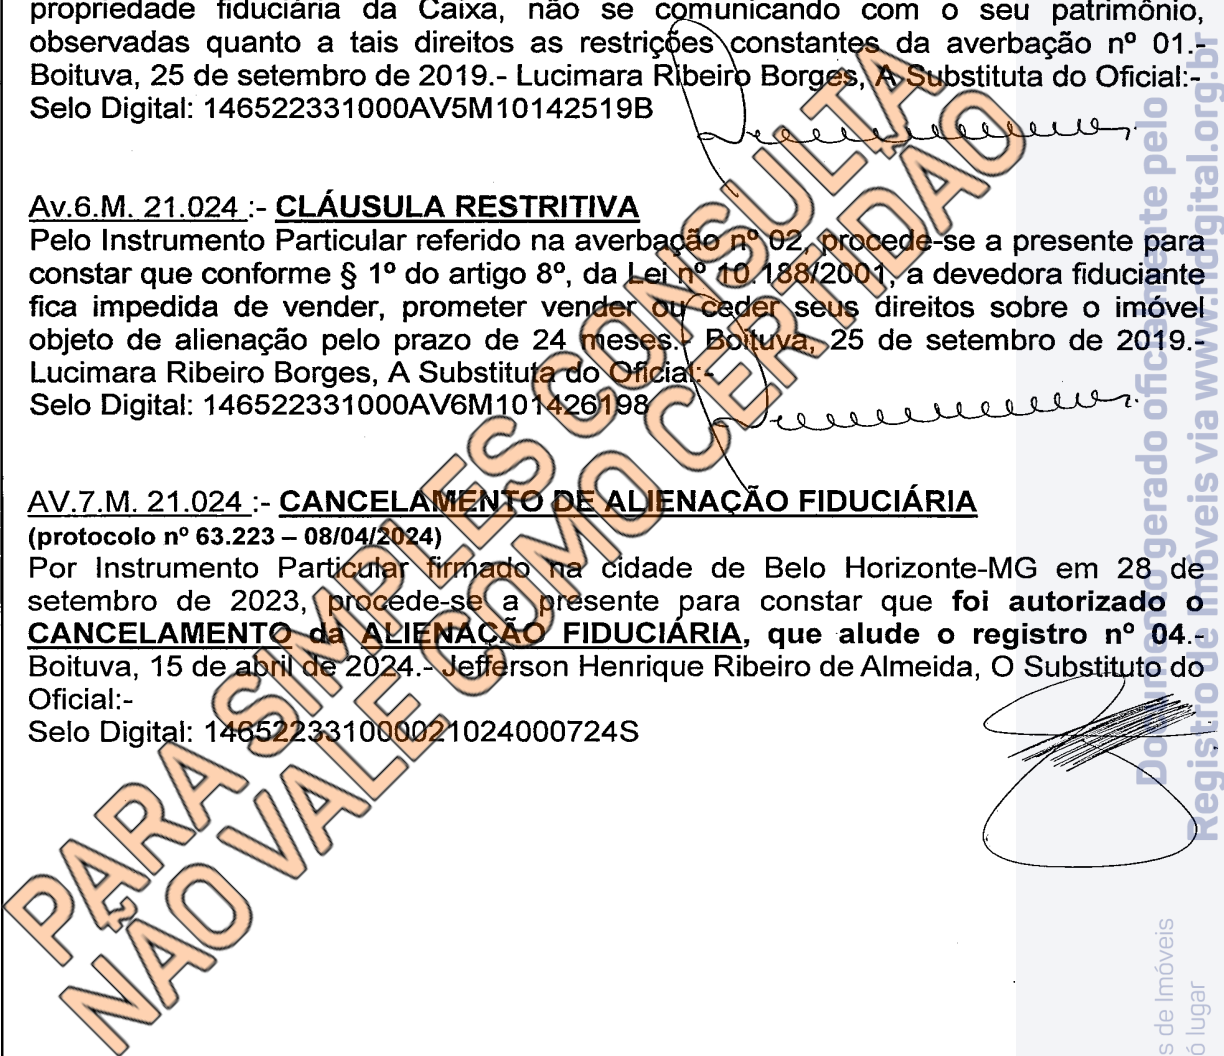 propriedade fiduciária da Caixa, não se comunicando com o seu patrimônio,
observadas quanto a tais direitos as restrições constantes da averbação nº 01.-
Boituva, 25 de setembro de 2019.- Lucimara Ribeiro Borges, A Substituta do Oficial:-
Selo Digital: 146522331000AV5M10142519B
Av.6.M. 21.024 :- CLÁUSULA RESTRITIVA
Pelo Instrumento Particular referido na averbação nº 02, procede-se a presente para
constar que conforme § 1º do artigo 8º, da Lei nº 10.188/2001, a devedora fiduciante
fica impedida de vender, prometer vender ou ceder seus direitos sobre o imóvel
objeto de alienação pelo prazo de 24 meses.- Boituva, 25 de setembro de 2019.-
Lucimara Ribeiro Borges, A Substituta do Oficial:-
Selo Digital: 146522331000AV6M101426198
AV.7.M. 21.024 :- CANCELAMENTO DE ALIENAÇÃO FIDUCIÁRIA
(protocolo nº 63.223 – 08/04/2024)
Por Instrumento Particular firmado na cidade de Belo Horizonte-MG em 28 de
setembro de 2023, procede-se a presente para constar que foi autorizado o
CANCELAMENTO da ALIENAÇÃO FIDUCIÁRIA, que alude o registro nº 04.-
Boituva, 15 de abril de 2024.- Jefferson Henrique Ribeiro de Almeida, O Substituto do
Oficial:-
Selo Digital: 146522331000021024000724S
PARA SIMPLES CONSULTA
NÃO VALE COMO CERTIDÃO
Documento gerado oficialmente pelo
Registro de Imóveis via www.ridigital.org.br
s de Imóveis
ó lugar